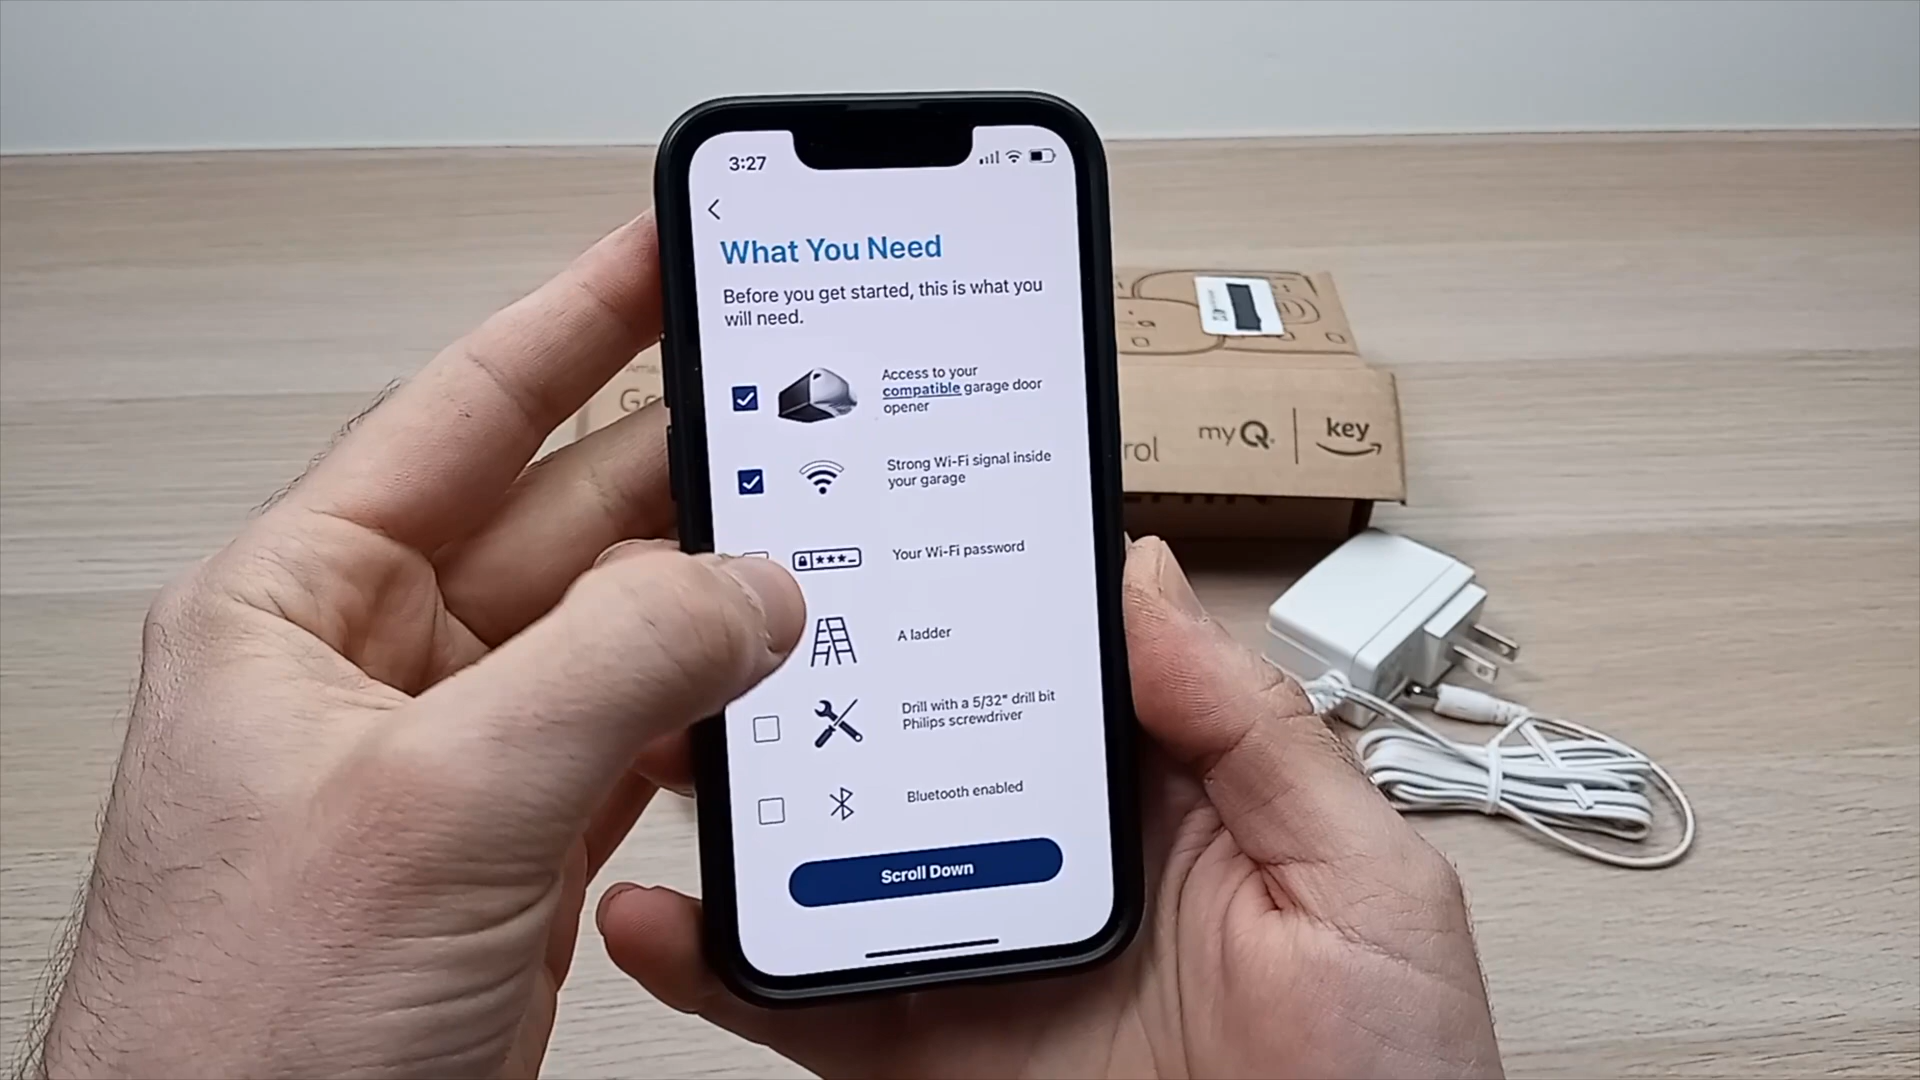 3:27
What You Need
Before you get started, this is what you
will need.
Access to your
compatible garage door
opener
Strong Wi-Fi signal inside
your garage
***_
Your Wi-Fi password
A ladder
Drill with a 5/32" drill bit
Philips screwdriver
Bluetooth enabled
Scroll Down
myQ
key